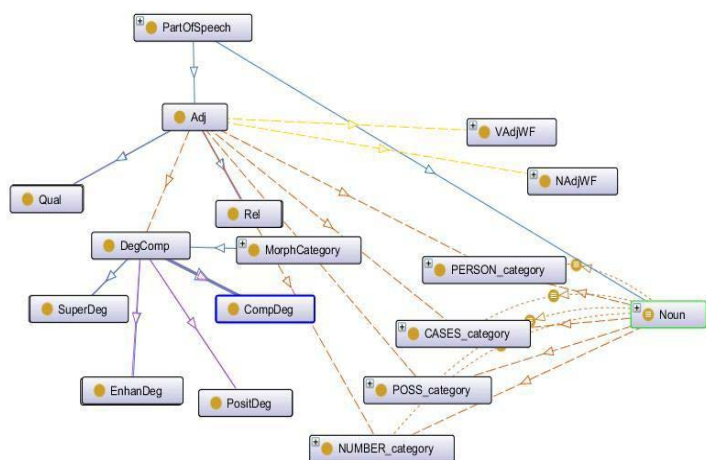 PartOfSpeech
Adj
VAdjWF
NAdjWF
Qual
Rel
DegComp
MorphCategory
PERSON_category
SuperDeg
CompDeg
CASES_category
Noun
EnhanDeg
PositDeg
POSS_category
NUMBER_category